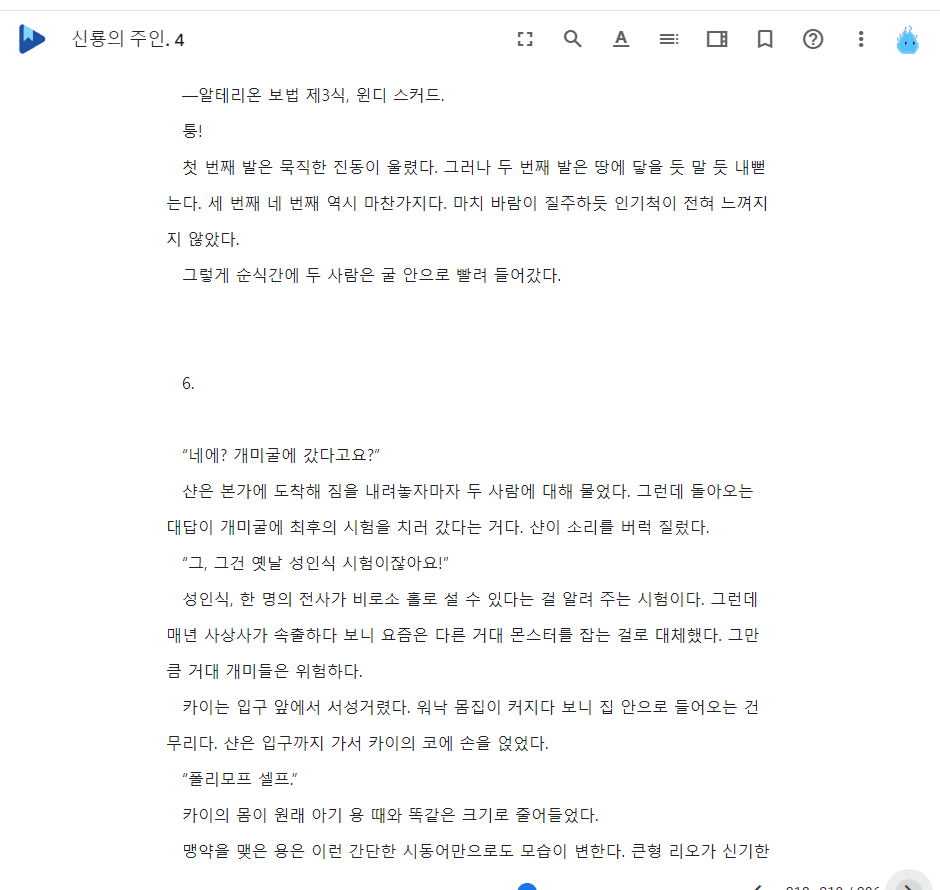 신룡의 주인. 4
―알테리온 보법 제3식, 윈디 스커드.
퉁!
첫 번째 발은 묵직한 진동이 울렸다. 그러나 두 번째 발은 땅에 닿을 듯 말 듯 내뻗
는다. 세 번째 네 번째 역시 마찬가지다. 마치 바람이 질주하듯 인기척이 전혀 느껴지
지 않았다.
그렇게 순식간에 두 사람은 굴 안으로 빨려 들어갔다.
6.
“네에? 개미굴에 갔다고요?”
샨은 본가에 도착해 짐을 내려놓자마자 두 사람에 대해 물었다. 그런데 돌아오는
대답이 개미굴에 최후의 시험을 치러 갔다는 거다. 샨이 소리를 버럭 질렀다.
“그, 그건 옛날 성인식 시험이잖아요!”
성인식, 한 명의 전사가 비로소 홀로 설 수 있다는 걸 알려 주는 시험이다. 그런데
매년 사상사가 속출하다 보니 요즘은 다른 거대 몬스터를 잡는 걸로 대체했다. 그만
큼 거대 개미들은 위험하다.
카이는 입구 앞에서 서성거렸다. 워낙 몸집이 커지다 보니 집 안으로 들어오는 건
무리다. 샨은 입구까지 가서 카이의 코에 손을 얹었다.
“폴리모프 셀프.”
카이의 몸이 원래 아기 용 때와 똑같은 크기로 줄어들었다.
맹약을 맺은 용은 이런 간단한 시동어만으로도 모습이 변한다. 큰형 리오가 신기한